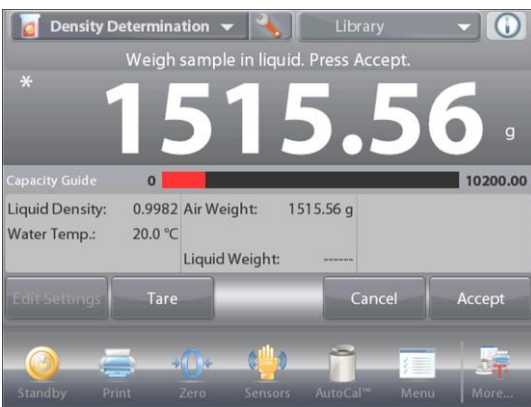 Density Determination Library
Weigh sample in liquid. Press Accept.
* 1515.56 g
Capacity Guide 0 10200.00
Liquid Density: 0.9982 Air Weight: 1515.56 g
Water Temp.: 20.0 °C
Liquid Weight: ------
Edit Settings Tare Cancel Accept
Standby Print Zero Sensors AutoCal™ Menu More...